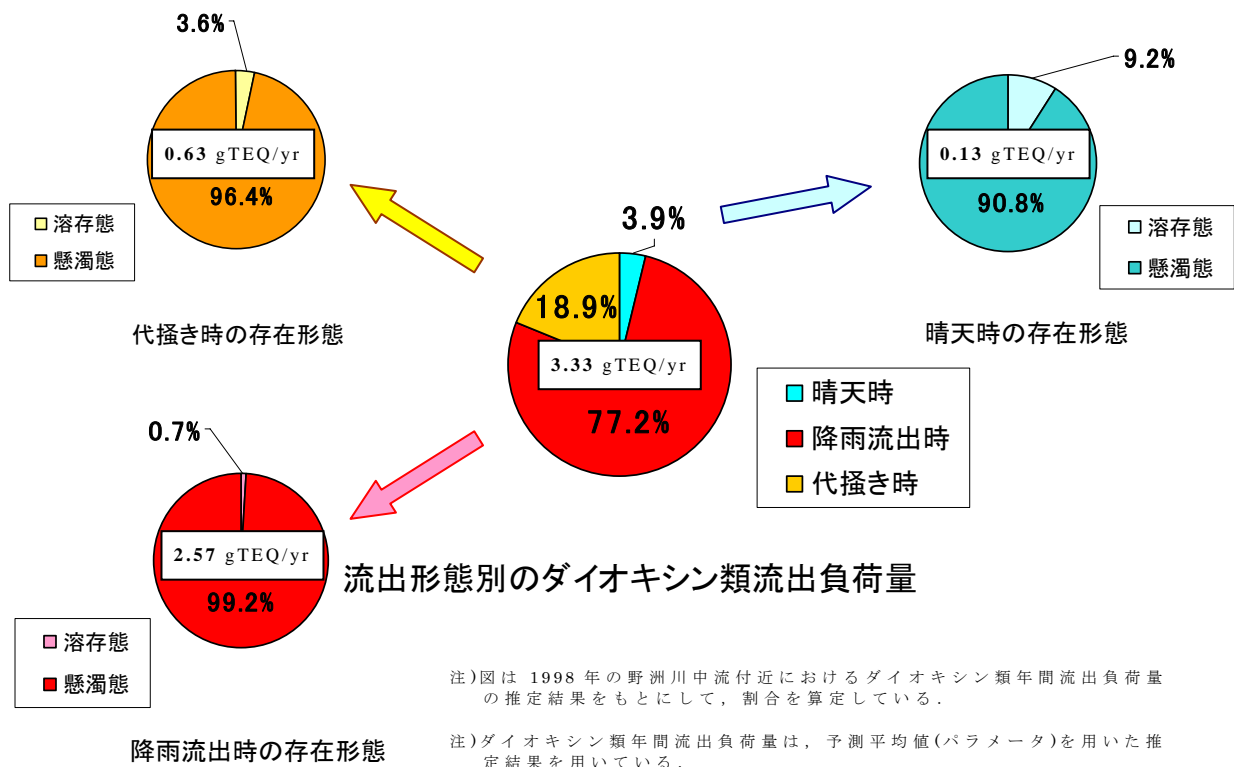 3.6%
0.63 gTEQ/yr
96.4%
溶存態
懸濁態
代掻き時の存在形態
9.2%
0.13 gTEQ/yr
90.8%
溶存態
懸濁態
晴天時の存在形態
3.9%
18.9%
3.33 gTEQ/yr
77.2%
晴天時
降雨流出時
代掻き時
0.7%
2.57 gTEQ/yr
99.2%
溶存態
懸濁態
降雨流出時の存在形態
流出形態別のダイオキシン類流出負荷量
注)図は 1998 年の野洲川中流付近におけるダイオキシン類年間流出負荷量
の推定結果をもとにして，割合を算定している．
注)ダイオキシン類年間流出負荷量は，予測平均値(パラメータ)を用いた推
定結果を用いている．